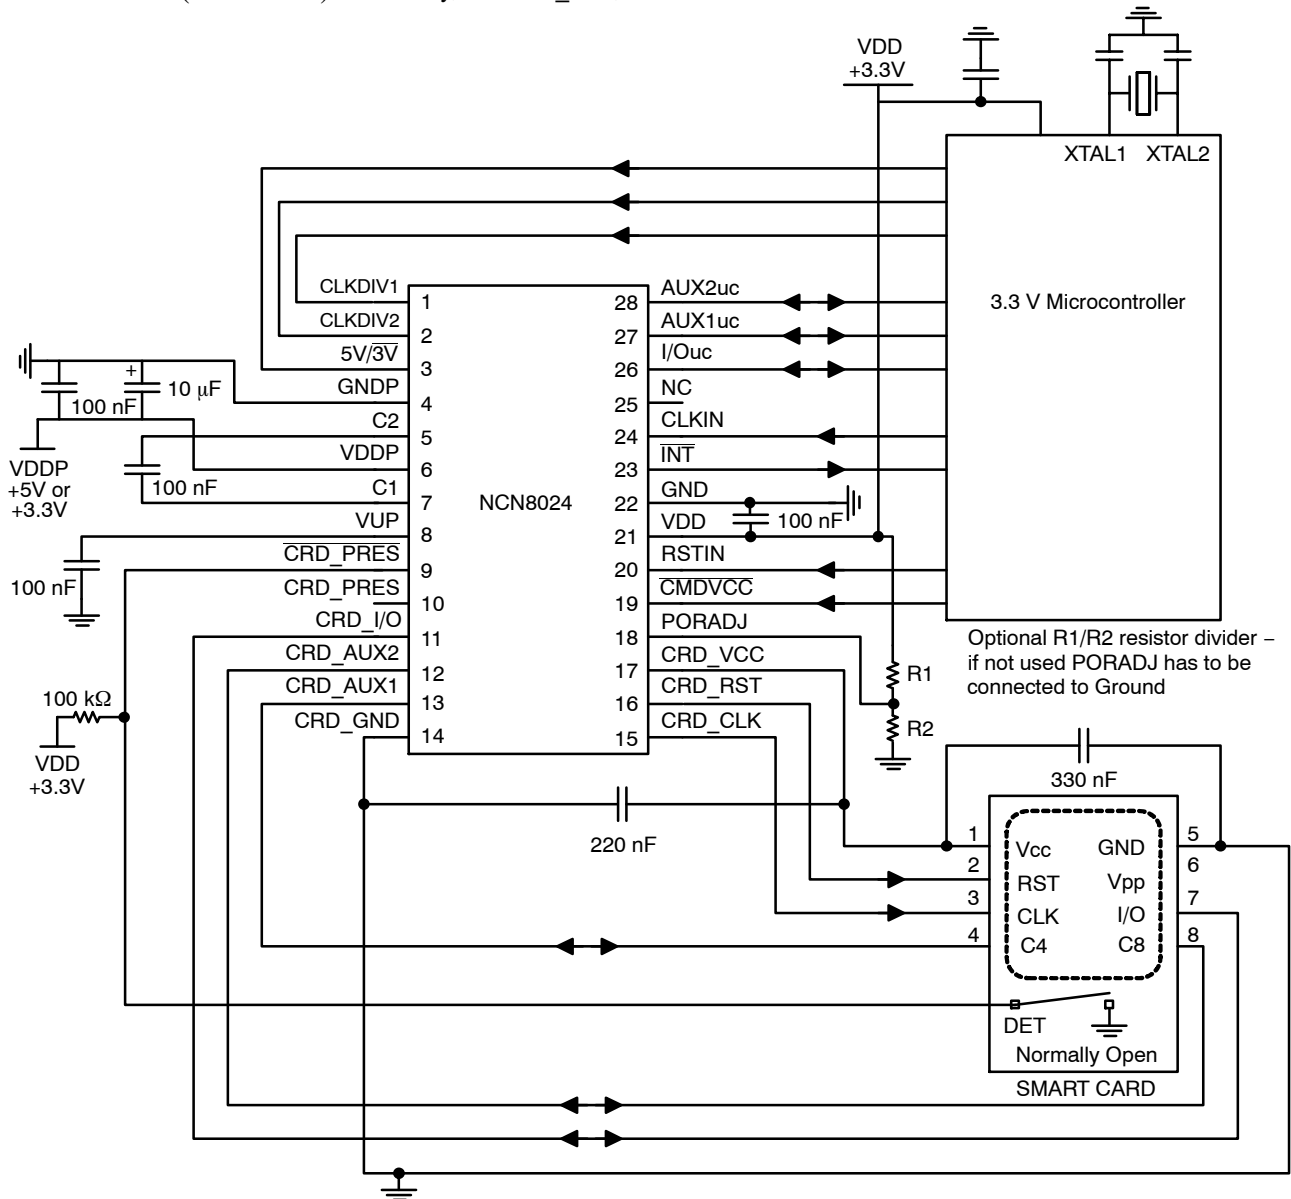 VDD
+3.3V
XTAL1 XTAL2
CLKDIV1
1
28
AUX2uc
3.3 V Microcontroller
CLKDIV2
2
27
AUX1uc
5V/3V
3
26
I/Ouc
+
10 μF
100 nF
GNDP
4
25
NC
C2
5
24
CLKIN
VDDP
+5V or
+3.3V
VDDP
6
23
INT
100 nF
C1
7
NCN8024
22
GND
100 nF
VUP
8
21
VDD
100 nF
CRD_PRES
9
20
RSTIN
CRD_PRES
10
19
CMDVCC
CRD_I/O
11
18
PORADJ
Optional R1/R2 resistor divider –
if not used PORADJ has to be
connected to Ground
CRD_AUX2
12
17
CRD_VCC
R1
CRD_AUX1
13
16
CRD_RST
100 kΩ
CRD_GND
14
15
CRD_CLK
R2
VDD
+3.3V
330 nF
220 nF
1
Vcc
GND
5
2
RST
Vpp
6
3
CLK
I/O
7
4
C4
C8
8
DET
Normally Open
SMART CARD